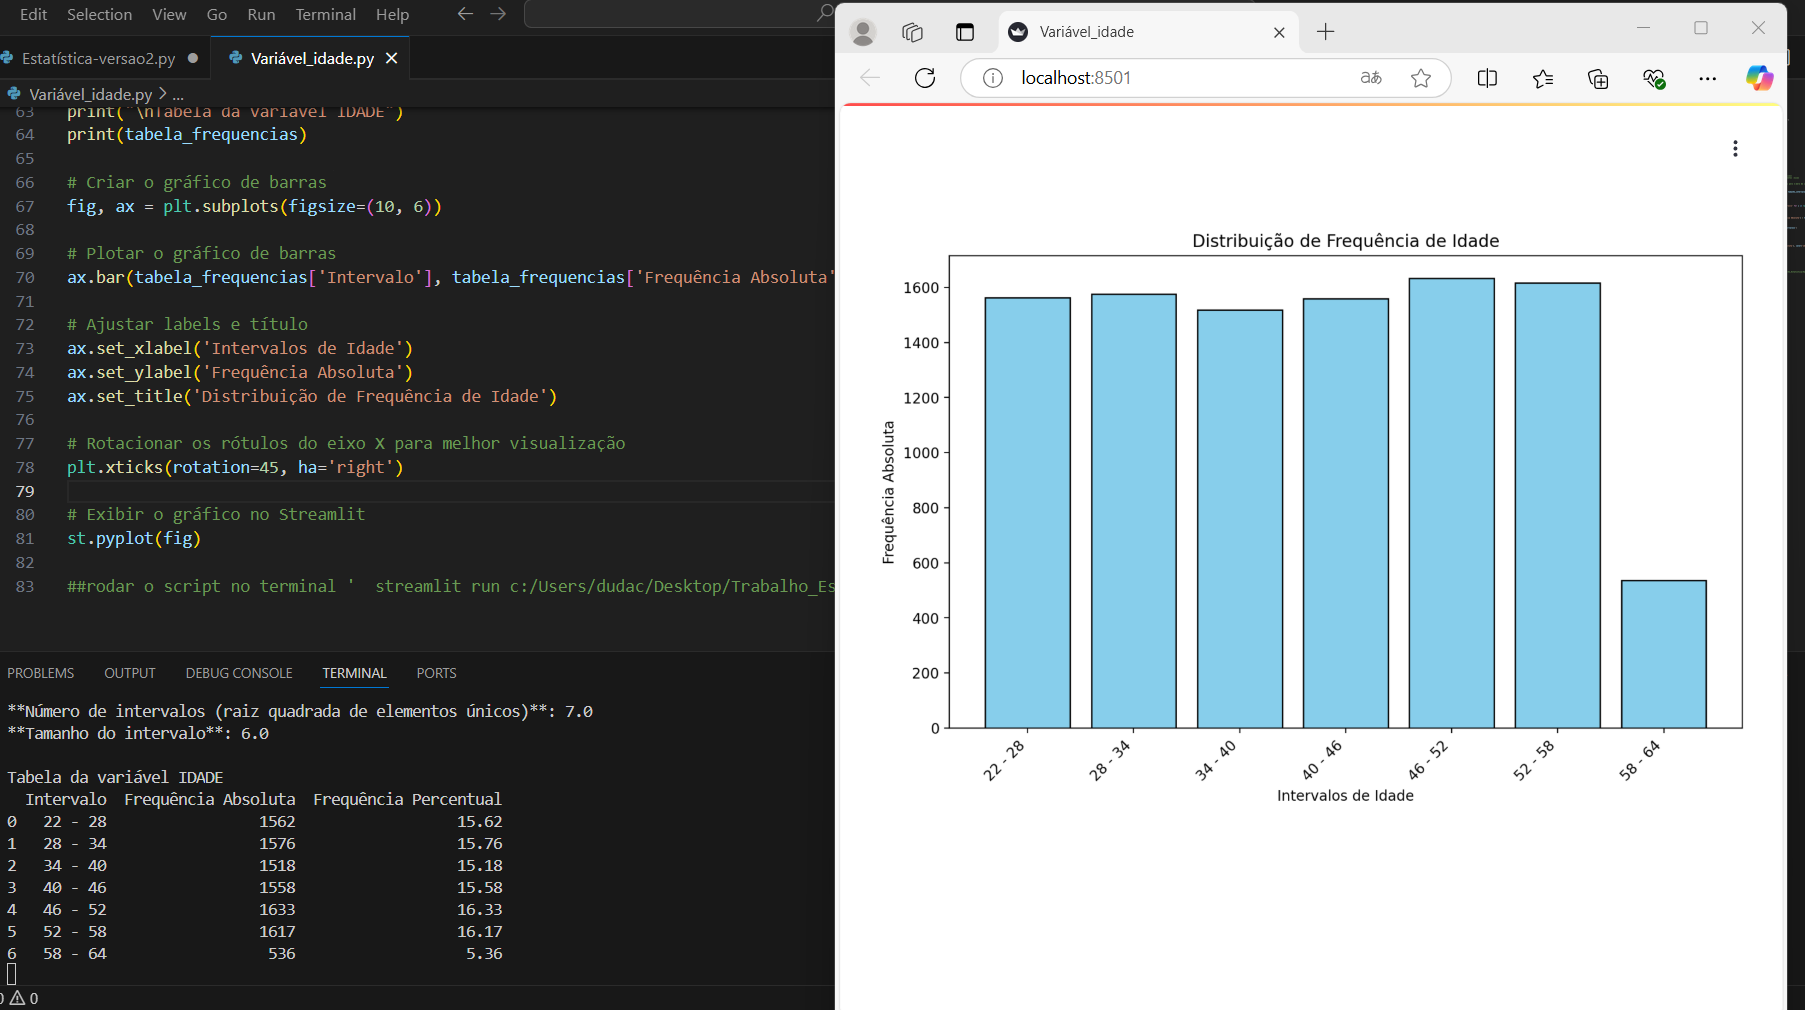 Edit Selection View Go Run Terminal Help
Estatística-versao2.py
Variável_idade.py
Variável_idade.py > ...
63 print("\nTabela da variável IDADE")
64 print(tabela_frequencias)
65
66 # Criar o gráfico de barras
67 fig, ax = plt.subplots(figsize=(10, 6))
68
69 # Plotar o gráfico de barras
70 ax.bar(tabela_frequencias['Intervalo'], tabela_frequencias['Frequência Absoluta'
71
72 # Ajustar labels e título
73 ax.set_xlabel('Intervalos de Idade')
74 ax.set_ylabel('Frequência Absoluta')
75 ax.set_title('Distribuição de Frequência de Idade')
76
77 # Rotacionar os rótulos do eixo X para melhor visualização
78 plt.xticks(rotation=45, ha='right')
79
80 # Exibir o gráfico no Streamlit
81 st.pyplot(fig)
82
83 ##rodar o script no terminal ' streamlit run c:/Users/dudac/Desktop/Trabalho_Es
PROBLEMS OUTPUT DEBUG CONSOLE TERMINAL PORTS
**Número de intervalos (raiz quadrada de elementos únicos)**: 7.0
**Tamanho do intervalo**: 6.0
Tabela da variável IDADE
Intervalo Frequência Absoluta Frequência Percentual
0 22 - 28 1562 15.62
1 28 - 34 1576 15.76
2 34 - 40 1518 15.18
3 40 - 46 1558 15.58
4 46 - 52 1633 16.33
5 52 - 58 1617 16.17
6 58 - 64 536 5.36
0 0
Variável_idade
localhost:8501
aあ
Distribuição de Frequência de Idade
Frequência Absoluta
1600
1400
1200
1000
800
600
400
200
0
22 - 28
28 - 34
34 - 40
40 - 46
46 - 52
52 - 58
58 - 64
Intervalos de Idade